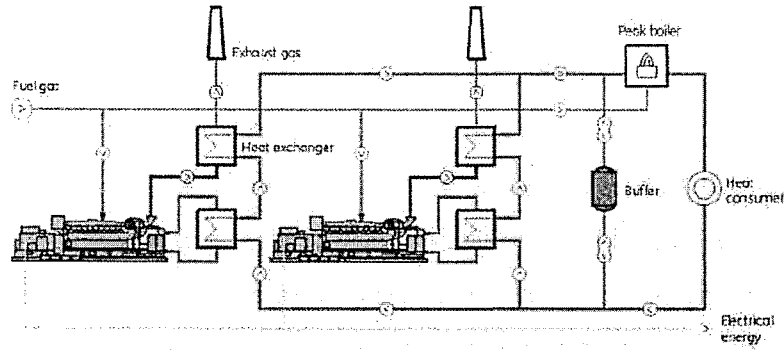 Peak boiler
Exhaust gas
Fuel gas
Heat exchanger
Buffer
Heat
consumer
Electrical
energy